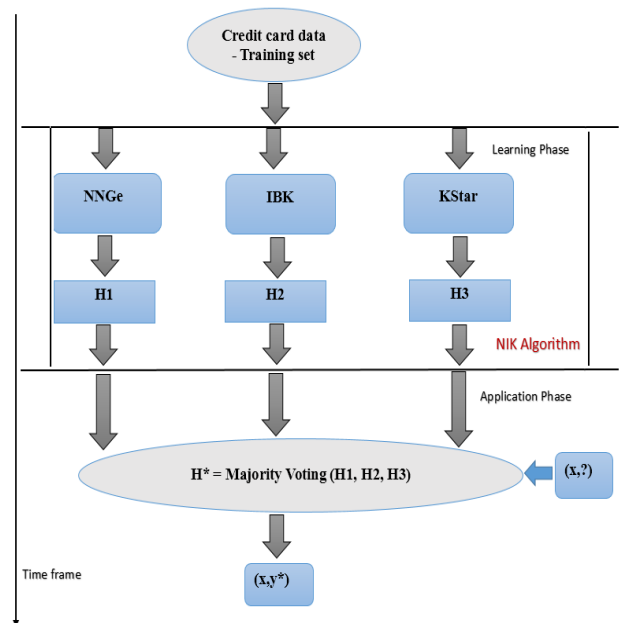 Credit card data
- Training set
Learning Phase
NNGe
IBK
KStar
H1
H2
H3
NIK Algorithm
Application Phase
H* = Majority Voting (H1, H2, H3)
(x,?)
Time frame
(x,y*)